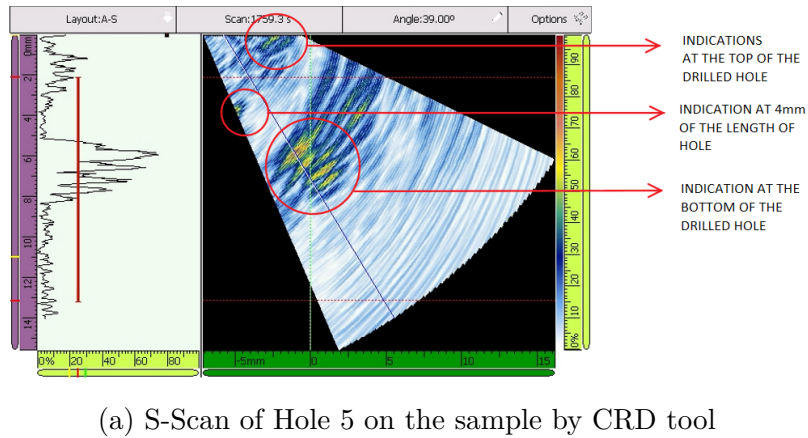 Layout:A-S
Scan:1759.3 s
Angle:39.00º
Options
INDICATIONS
AT THE TOP OF THE
DRILLED HOLE
INDICATION AT 4mm
OF THE LENGTH OF
HOLE
INDICATION AT THE
BOTTOM OF THE
DRILLED HOLE
0mm
2
4
6
8
10
12
14
0% 20 40 60 80
-5mm 0 5 10 15
90
80
70
60
50
40
30
20
10
0%
(a) S-Scan of Hole 5 on the sample by CRD tool